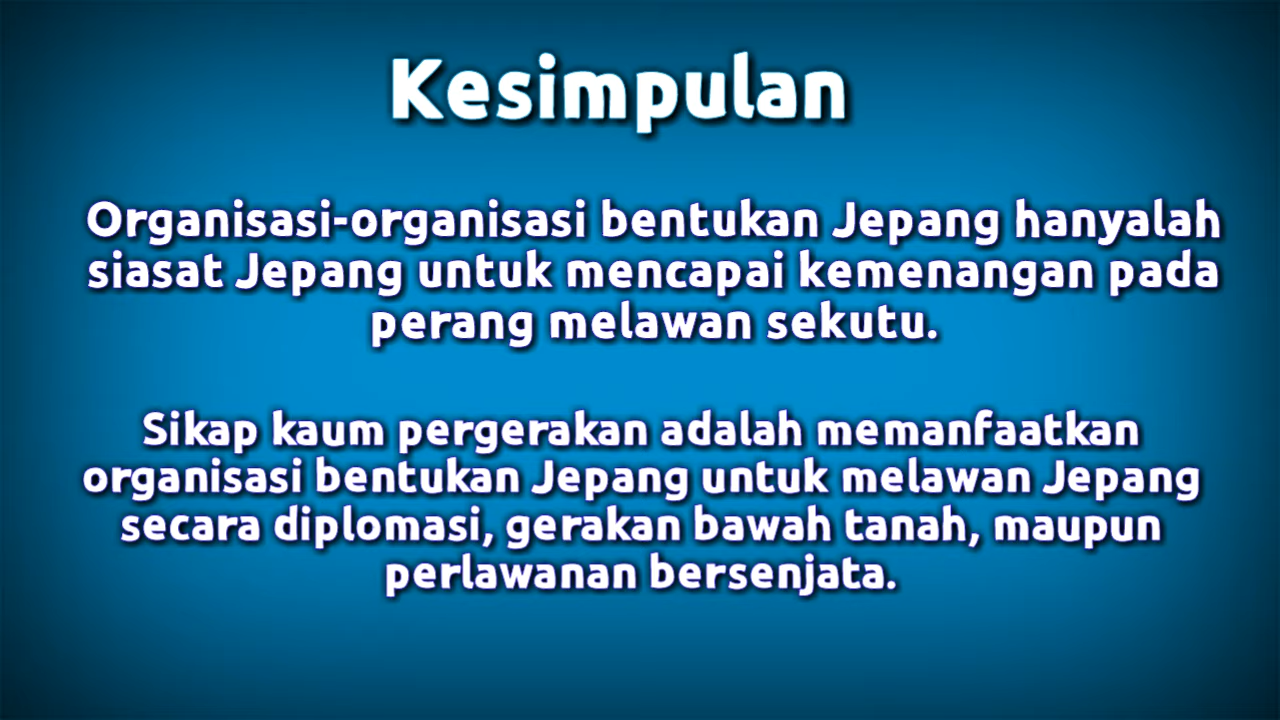 Kesimpulan
Organisasi-organisasi bentukan Jepang hanyalah
siasat Jepang untuk mencapai kemenangan pada
perang melawan sekutu.
Sikap kaum pergerakan adalah memanfaatkan
organisasi bentukan Jepang untuk melawan Jepang
secara diplomasi, gerakan bawah tanah, maupun
perlawanan bersenjata.